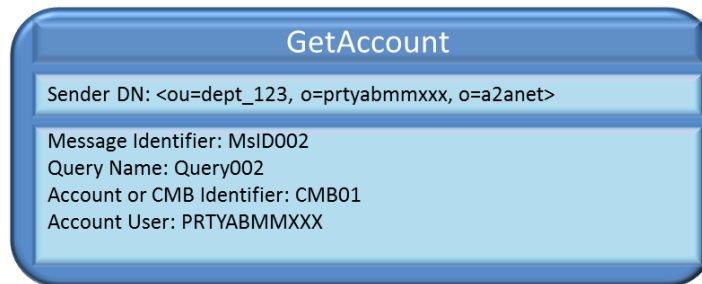 GetAccount
Sender DN: <ou=dept_123, o=prtyabmmxxx, o=a2anet>
Message Identifier: MsID002
Query Name: Query002
Account or CMB Identifier: CMB01
Account User: PRTYABMMXXX